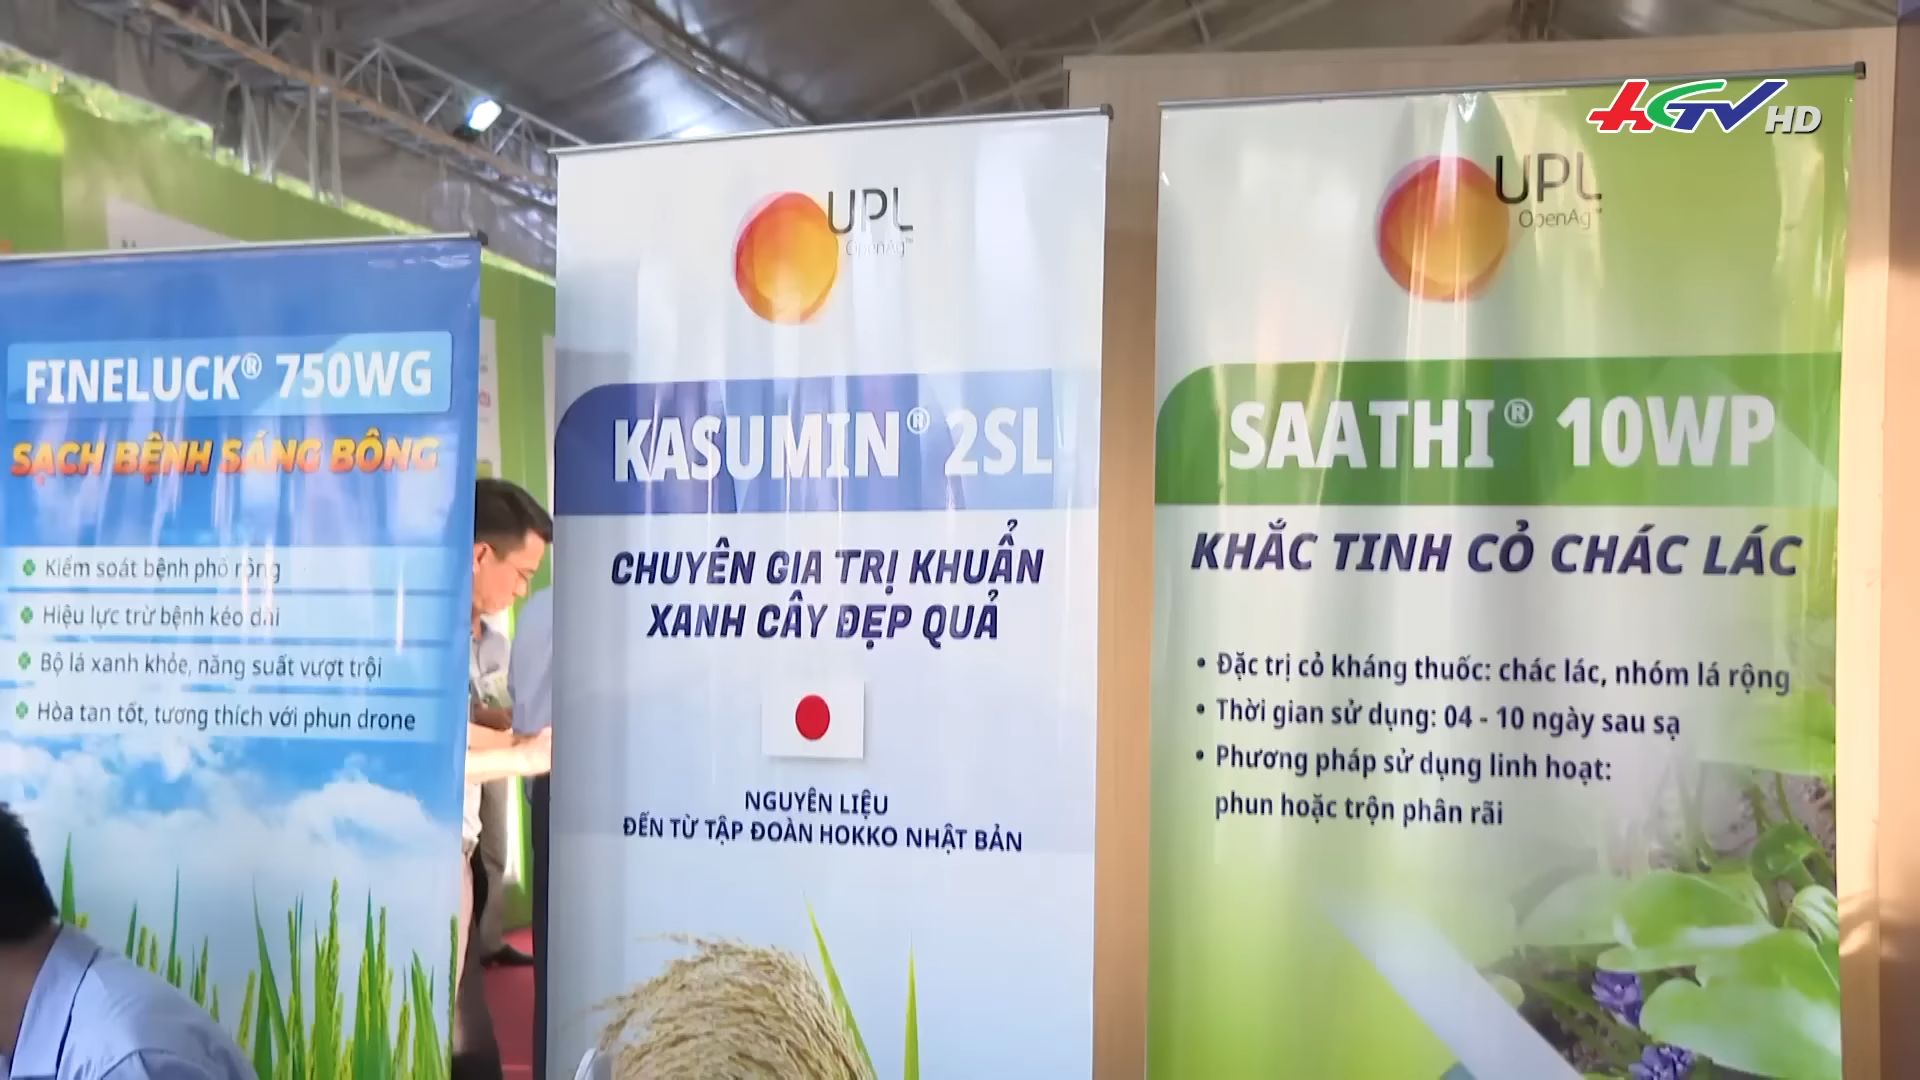 HGTV HD
FINELUCK® 750WG
SẠCH BỆNH SÁNG BÔNG
Kiểm soát bệnh phổ rộng
Hiệu lực trừ bệnh kéo dài
Bộ lá xanh khỏe, năng suất vượt trội
Hòa tan tốt, tương thích với phun drone
UPL
OpenAg™
KASUMIN® 2SL
CHUYÊN GIA TRỊ KHUẨN
XANH CÂY ĐẸP QUẢ
NGUYÊN LIỆU
ĐẾN TỪ TẬP ĐOÀN HOKKO NHẬT BẢN
UPL
OpenAg™
SAATHI® 10WP
KHẮC TINH CỎ CHÁC LÁC
• Đặc trị cỏ kháng thuốc: chác lác, nhóm lá rộng
• Thời gian sử dụng: 04 - 10 ngày sau sạ
• Phương pháp sử dụng linh hoạt:
phun hoặc trộn phân rãi